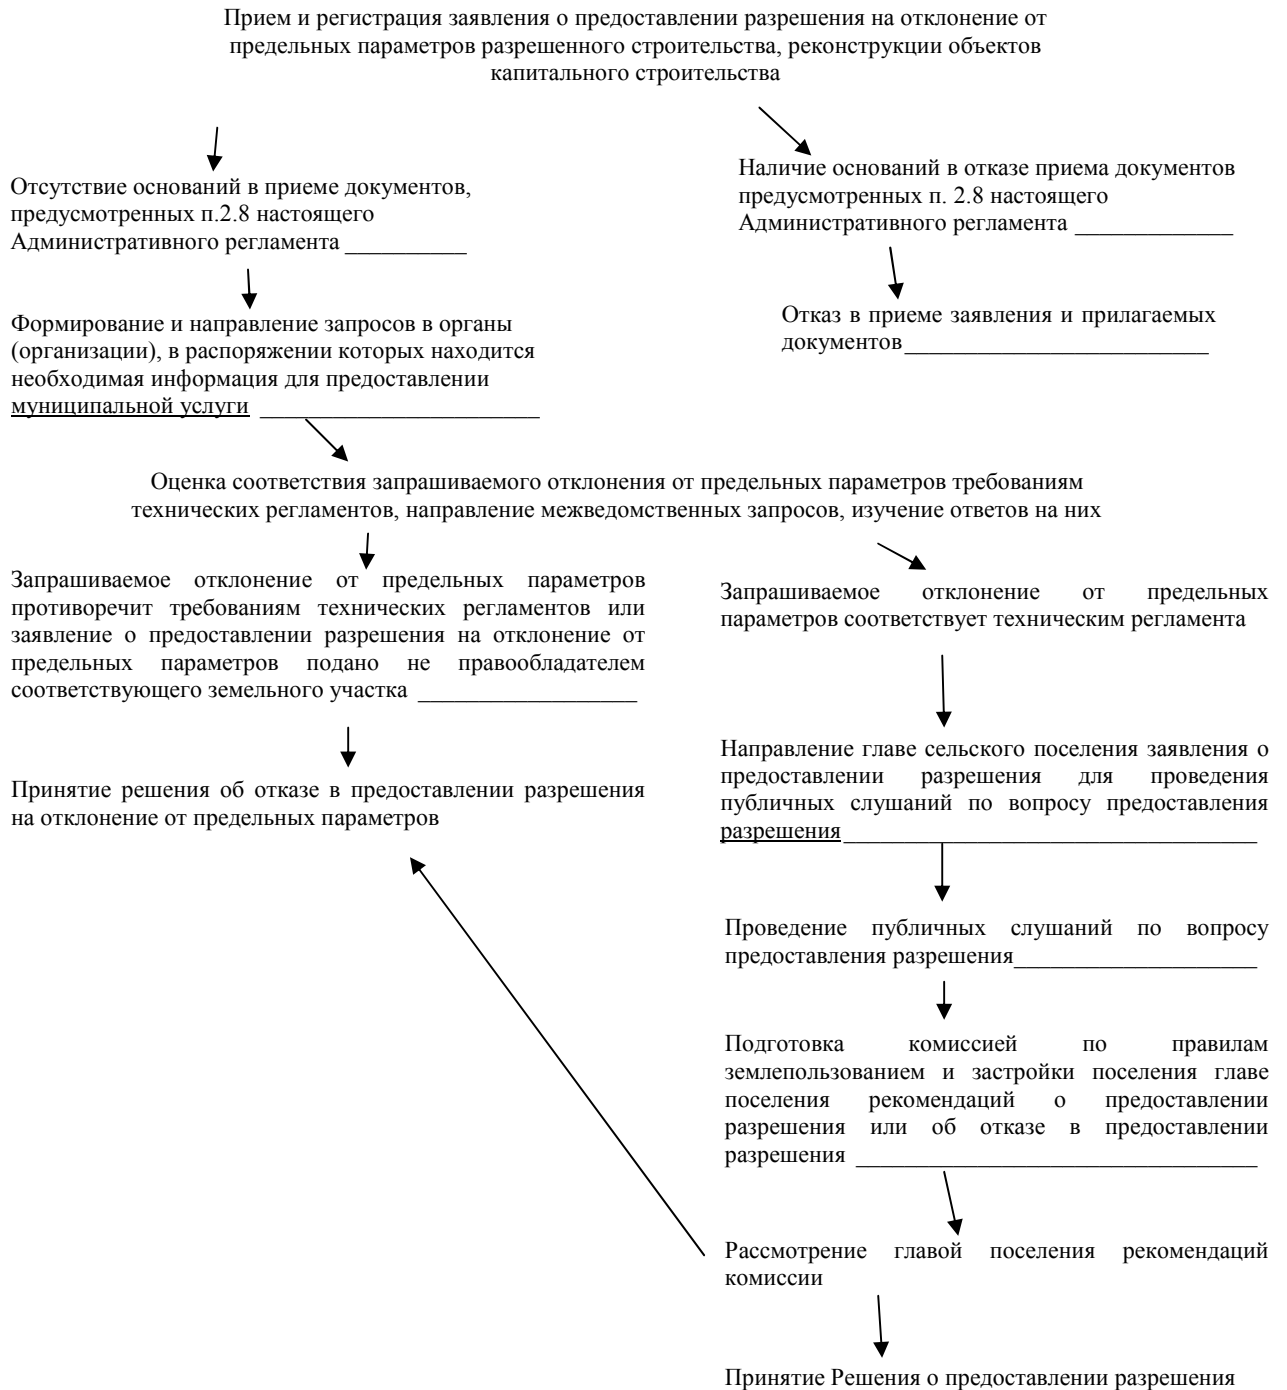 Прием и регистрация заявления о предоставлении разрешения на отклонение от
предельных параметров разрешенного строительства, реконструкции объектов
капитального строительства
Отсутствие оснований в приеме документов,
предусмотренных п.2.8 настоящего
Административного регламента __________
Наличие оснований в отказе приема документов
предусмотренных п. 2.8 настоящего
Административного регламента _____________
Формирование и направление запросов в органы
(организации), в распоряжении которых находится
необходимая информация для предоставлении
муниципальной услуги _______________________
Отказ в приеме заявления и прилагаемых
документов_________________________
Оценка соответствия запрашиваемого отклонения от предельных параметров требованиям
технических регламентов, направление межведомственных запросов, изучение ответов на них
Запрашиваемое отклонение от предельных параметров
противоречит требованиям технических регламентов или
заявление о предоставлении разрешения на отклонение от
предельных параметров подано не правообладателем
соответствующего земельного участка __________________
Запрашиваемое отклонение от предельных
параметров соответствует техническим регламента
Принятие решения об отказе в предоставлении разрешения
на отклонение от предельных параметров
Направление главе сельского поселения заявления о
предоставлении разрешения для проведения
публичных слушаний по вопросу предоставления
разрешения__________________________________
Проведение публичных слушаний по вопросу
предоставления разрешения____________________
Подготовка комиссией по правилам
землепользованием и застройки поселения главе
поселения рекомендаций о предоставлении
разрешения или об отказе в предоставлении
разрешения _________________________________
Рассмотрение главой поселения рекомендаций
комиссии
Принятие Решения о предоставлении разрешения